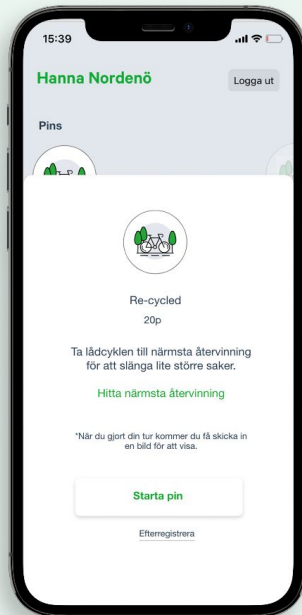 15:39
Hanna Nordenö
Logga ut
Pins
Re-cycled
20p
Ta lådcykeln till närmsta återvinning
för att slänga lite större saker.
Hitta närmsta återvinning
*När du gjort din tur kommer du få skicka in
en bild för att visa.
Starta pin
Efterregistrera